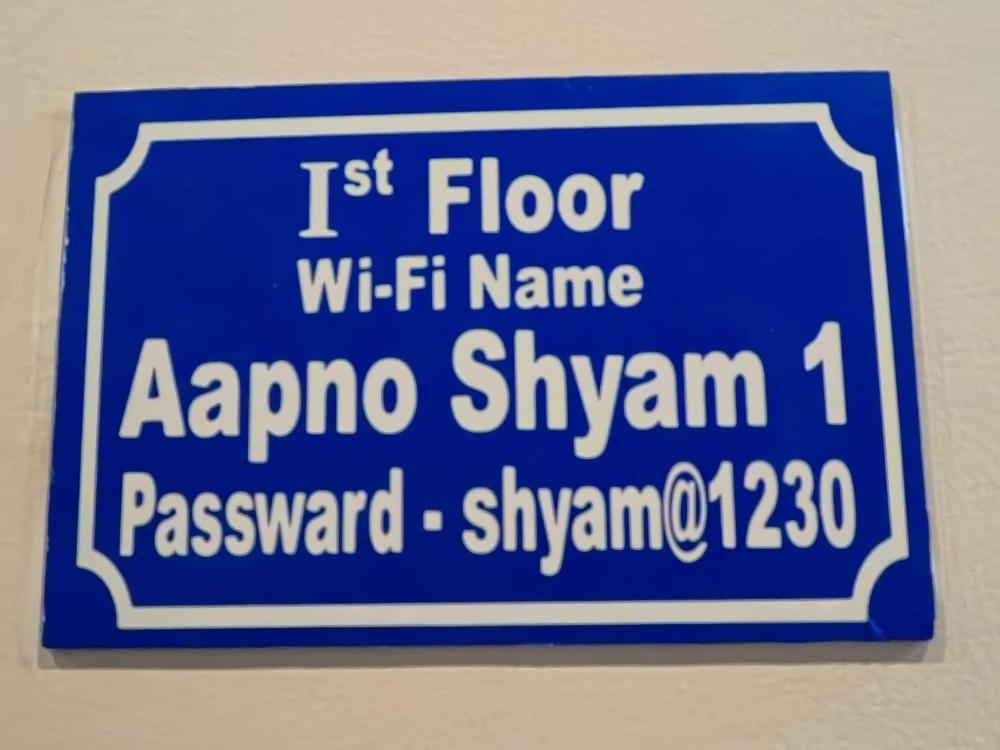 Ist Floor
Wi-Fi Name
Aapno Shyam 1
Passward - shyam@1230